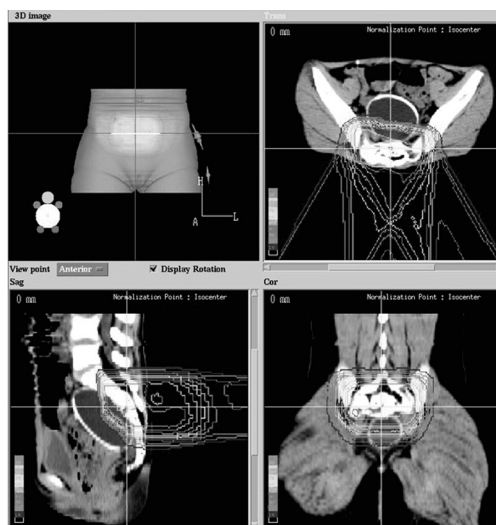 3D image
Trans
0 mm
Normalization Point : Isocenter
H
A
L
View point
Anterior
Display Rotation
Sag
Cor
0 mm
Normalization Point : Isocenter
0 mm
Normalization Point : Isocenter